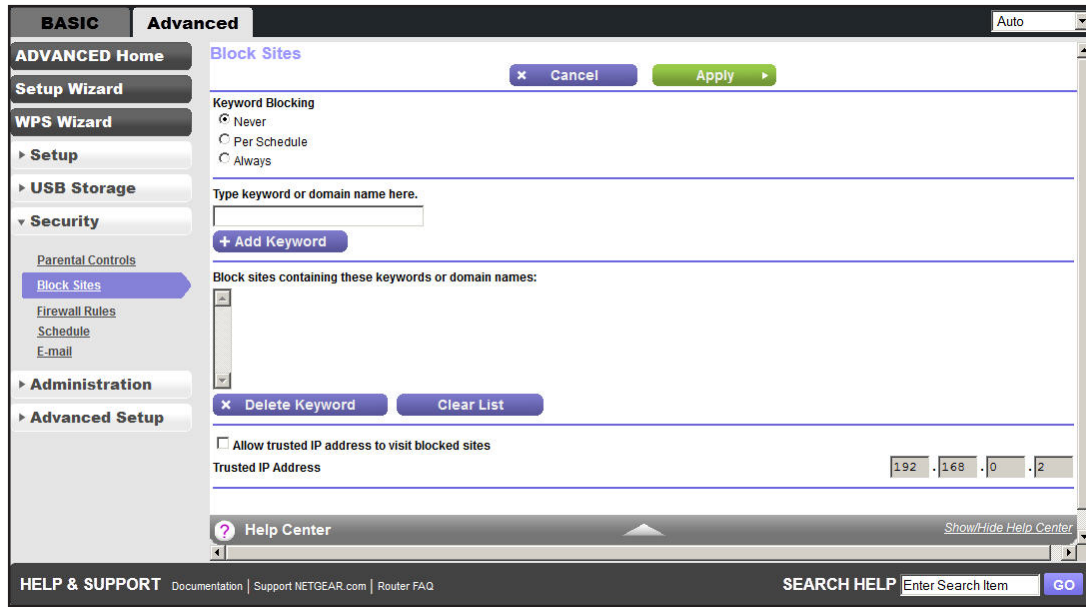 BASIC Advanced Auto
ADVANCED Home
Setup Wizard
WPS Wizard
Setup
USB Storage
Security
Parental Controls
Block Sites
Firewall Rules
Schedule
E-mail
Administration
Advanced Setup
Block Sites
× Cancel Apply
Keyword Blocking
Never
Per Schedule
Always
Type keyword or domain name here.
+ Add Keyword
Block sites containing these keywords or domain names:
× Delete Keyword Clear List
Allow trusted IP address to visit blocked sites
Trusted IP Address 192 . 168 . 0 . 2
? Help Center Show/Hide Help Center
HELP & SUPPORT Documentation | Support NETGEAR.com | Router FAQ SEARCH HELP Enter Search Item GO